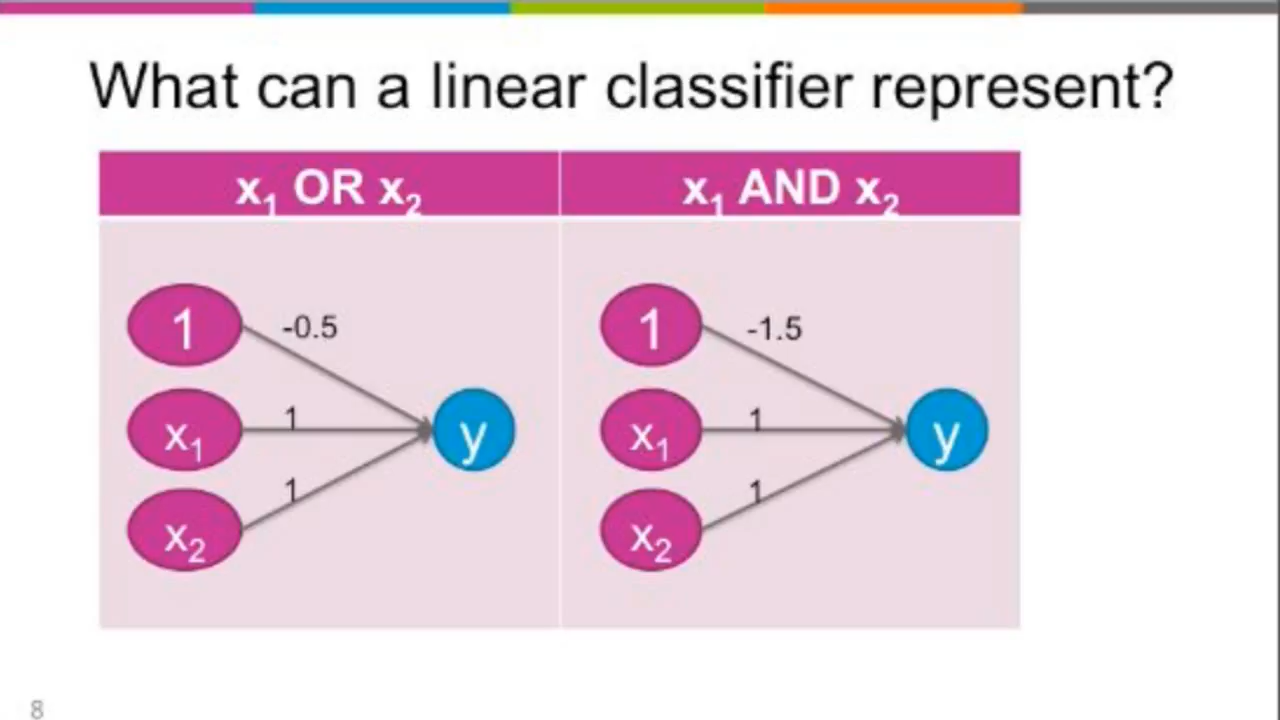 What can a linear classifier represent?
x₁ OR x₂
x₁ AND x₂
1
-0.5
x₁
1
x₂
1
y
1
-1.5
x₁
1
x₂
1
y
8